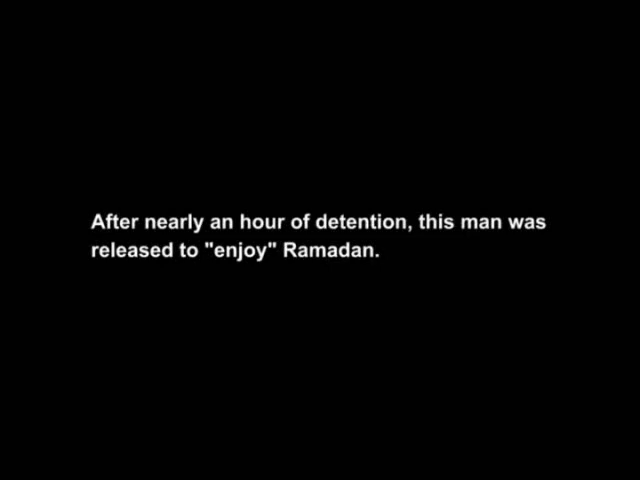 After nearly an hour of detention, this man was
released to "enjoy" Ramadan.